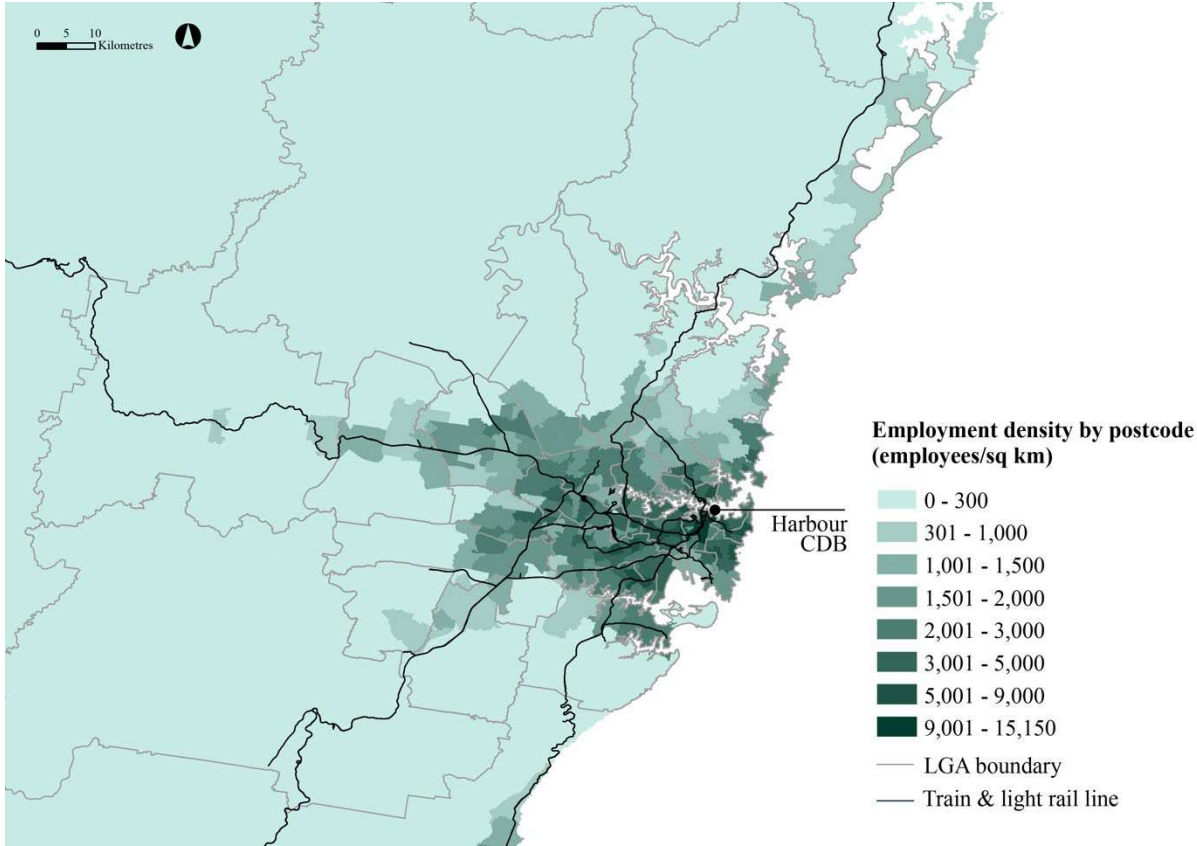 0 5 10
Kilometres
Harbour
CDB
Employment density by postcode
(employees/sq km)
0 - 300
301 - 1,000
1,001 - 1,500
1,501 - 2,000
2,001 - 3,000
3,001 - 5,000
5,001 - 9,000
9,001 - 15,150
LGA boundary
Train & light rail line